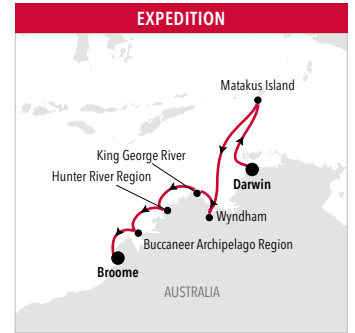 EXPEDITION
Matakus Island
King George River
Hunter River Region
Darwin
Wyndham
Buccaneer Archipelago Region
Broome
AUSTRALIA